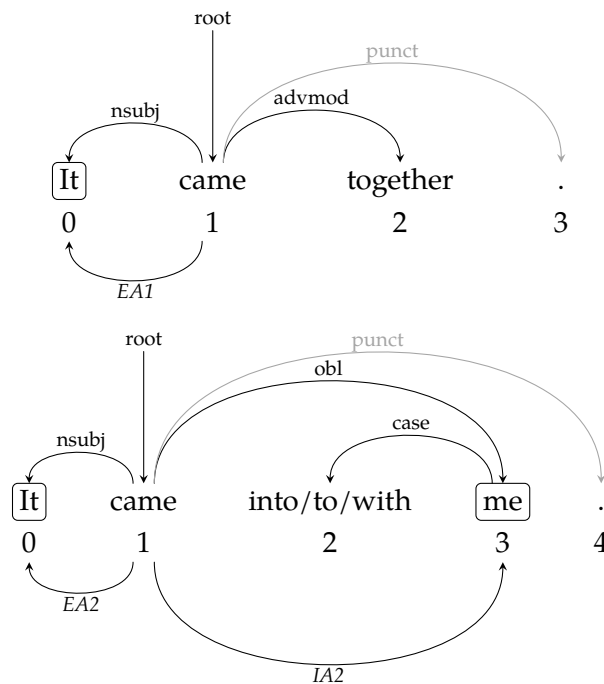 root
punct
nsubj advmod
It came together .
0 1 2 3
EA1
root
punct
obl
nsubj case
It came into/to/with me .
0 1 2 3 4
EA2
IA2